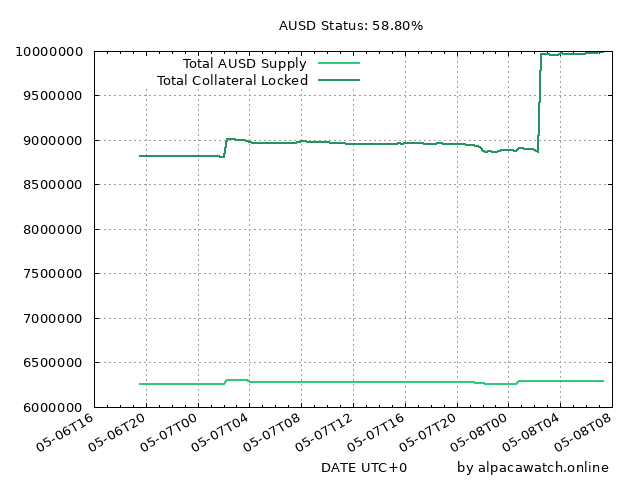 AUSD Status: 58.80%
10000000
9500000
9000000
8500000
8000000
7500000
7000000
6500000
6000000
Total AUSD Supply
Total Collateral Locked
05-06T16
05-06T20
05-07T00
05-07T04
05-07T08
05-07T12
05-07T16
05-07T20
05-08T00
05-08T04
05-08T08
DATE UTC+0
by alpacawatch.online